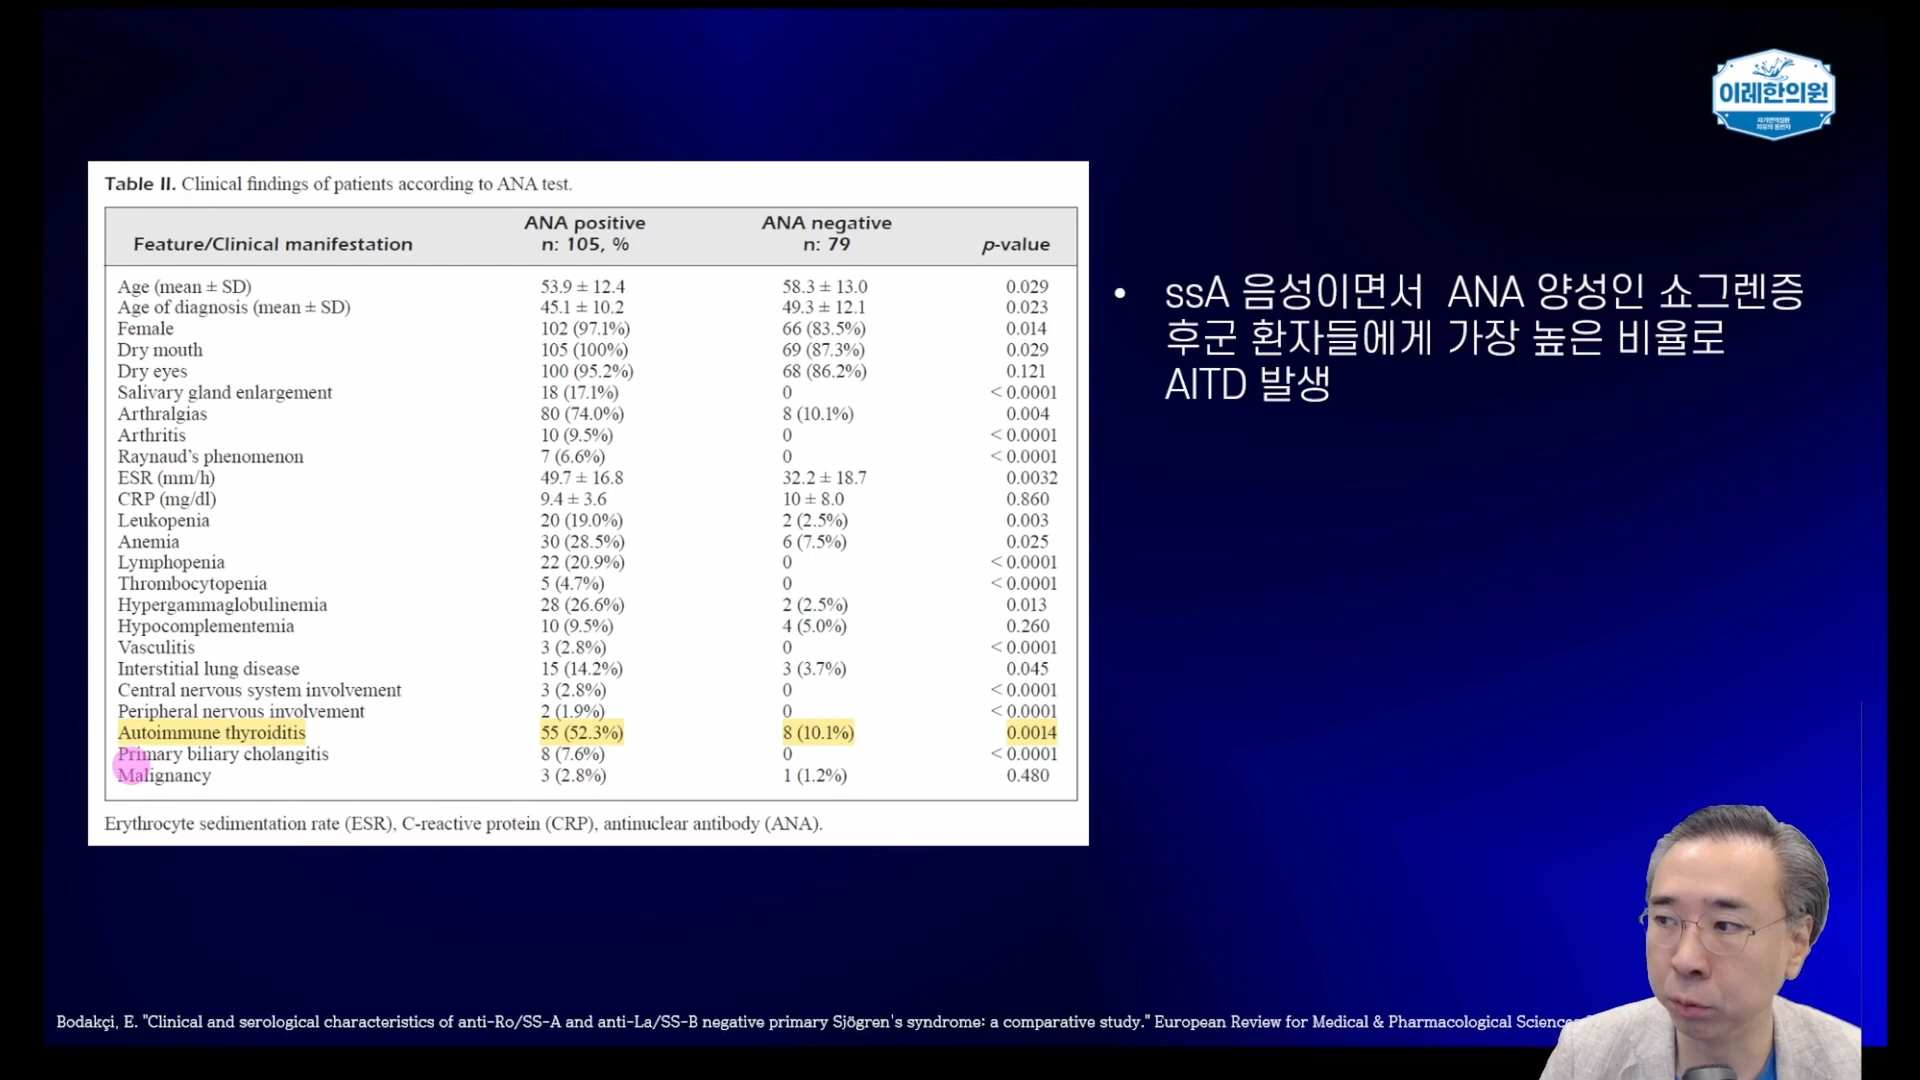 이레한의원
자가면역질환
치유의 동반자
Table II. Clinical findings of patients according to ANA test.
Feature/Clinical manifestation ANA positive n: 105, % ANA negative n: 79 p-value
Age (mean ± SD) 53.9 ± 12.4 58.3 ± 13.0 0.029
Age of diagnosis (mean ± SD) 45.1 ± 10.2 49.3 ± 12.1 0.023
Female 102 (97.1%) 66 (83.5%) 0.014
Dry mouth 105 (100%) 69 (87.3%) 0.029
Dry eyes 100 (95.2%) 68 (86.2%) 0.121
Salivary gland enlargement 18 (17.1%) 0 < 0.0001
Arthralgias 80 (74.0%) 8 (10.1%) 0.004
Arthritis 10 (9.5%) 0 < 0.0001
Raynaud's phenomenon 7 (6.6%) 0 < 0.0001
ESR (mm/h) 49.7 ± 16.8 32.2 ± 18.7 0.0032
CRP (mg/dl) 9.4 ± 3.6 10 ± 8.0 0.860
Leukopenia 20 (19.0%) 2 (2.5%) 0.003
Anemia 30 (28.5%) 6 (7.5%) 0.025
Lymphopenia 22 (20.9%) 0 < 0.0001
Thrombocytopenia 5 (4.7%) 0 < 0.0001
Hypergammaglobulinemia 28 (26.6%) 2 (2.5%) 0.013
Hypocomplementemia 10 (9.5%) 4 (5.0%) 0.260
Vasculitis 3 (2.8%) 0 < 0.0001
Interstitial lung disease 15 (14.2%) 3 (3.7%) 0.045
Central nervous system involvement 3 (2.8%) 0 < 0.0001
Peripheral nervous involvement 2 (1.9%) 0 < 0.0001
Autoimmune thyroiditis 55 (52.3%) 8 (10.1%) 0.0014
Primary biliary cholangitis 8 (7.6%) 0 < 0.0001
Malignancy 3 (2.8%) 1 (1.2%) 0.480
Erythrocyte sedimentation rate (ESR), C-reactive protein (CRP), antinuclear antibody (ANA).
• ssA 음성이면서 ANA 양성인 쇼그렌증
후군 환자들에게 가장 높은 비율로
AITD 발생
Bodakçi, E. "Clinical and serological characteristics of anti-Ro/SS-A and anti-La/SS-B negative primary Sjögren's syndrome: a comparative study." European Review for Medical & Pharmacological Sciences